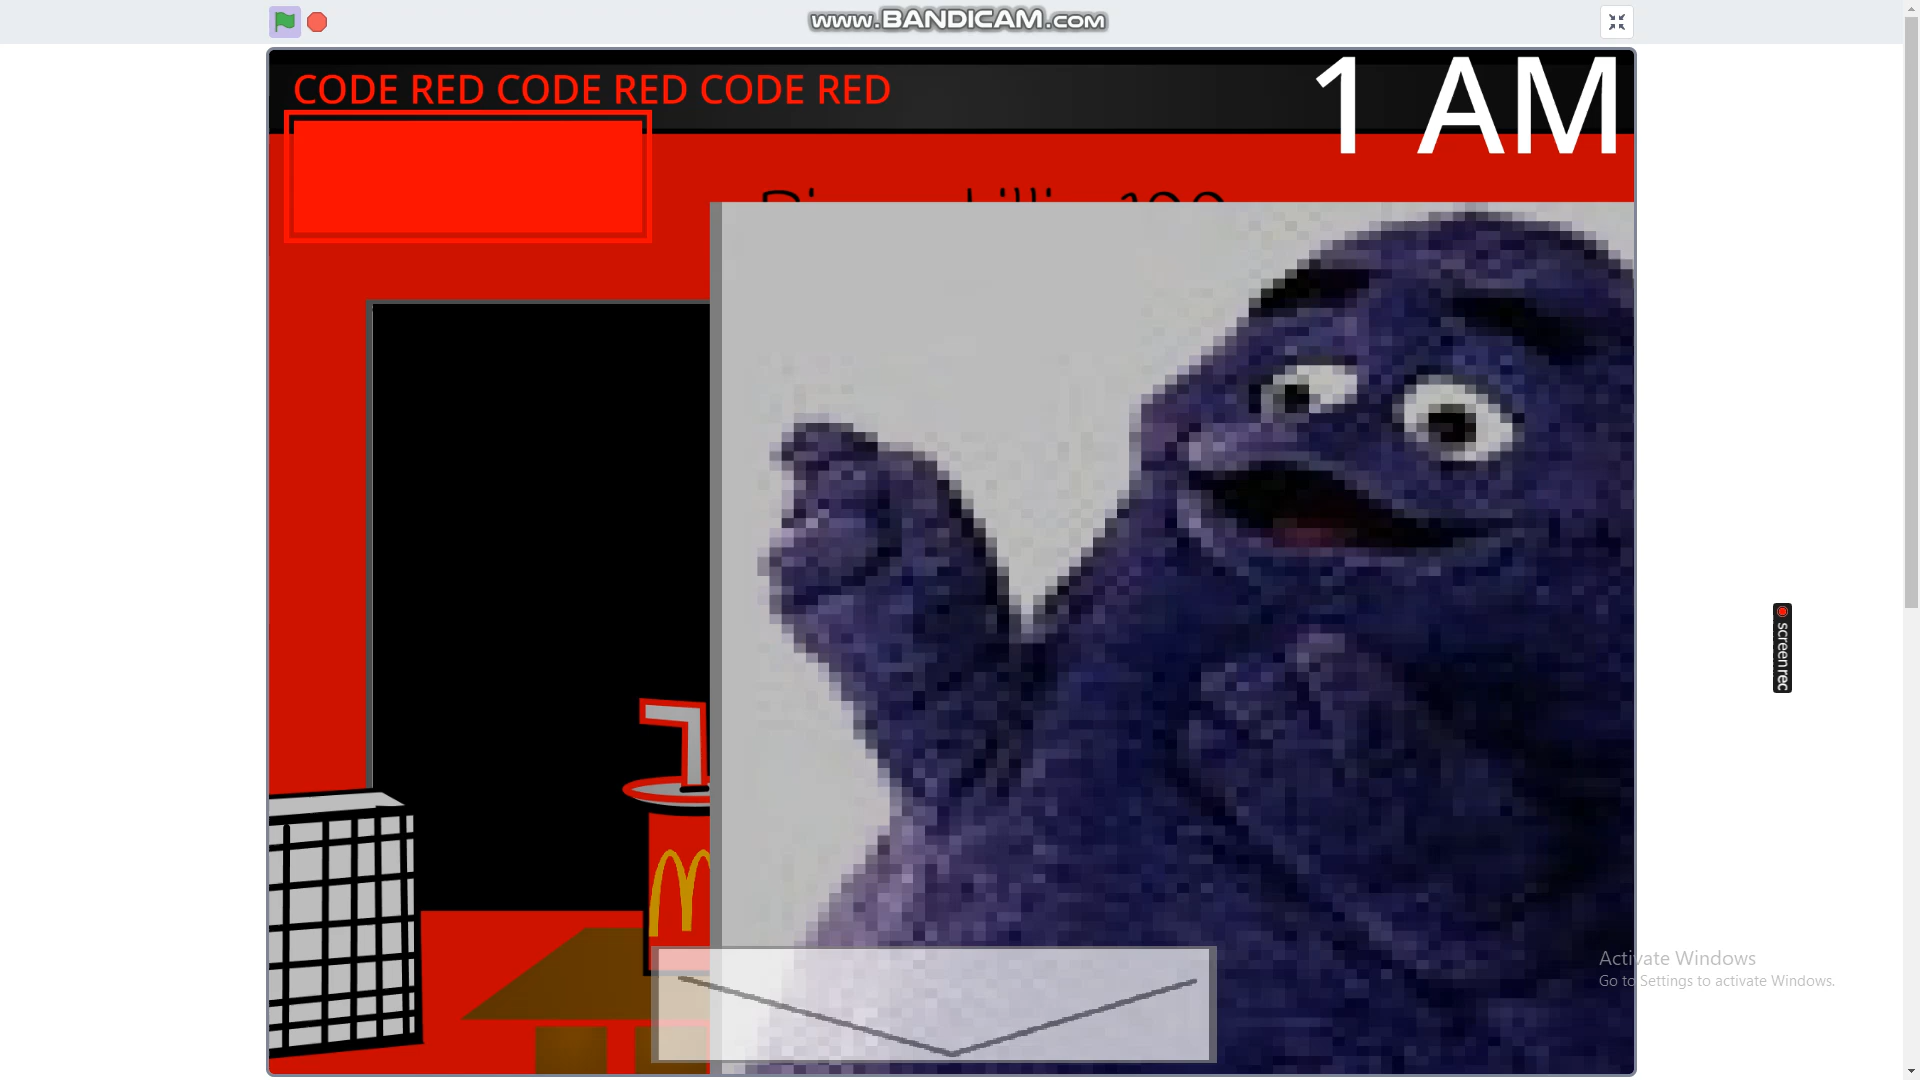 www.BANDICAM.com
CODE RED CODE RED CODE RED
1 AM
screenrec
Activate Windows
Go to Settings to activate Windows.